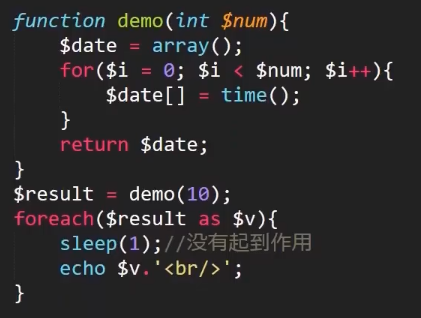 function demo(int $num){
    $date = array();
    for($i = 0; $i < $num; $i++){
        $date[] = time();
    }
    return $date;
}
$result = demo(10);
foreach($result as $v){
    sleep(1);//没有起到作用
    echo $v.'<br/>';
}